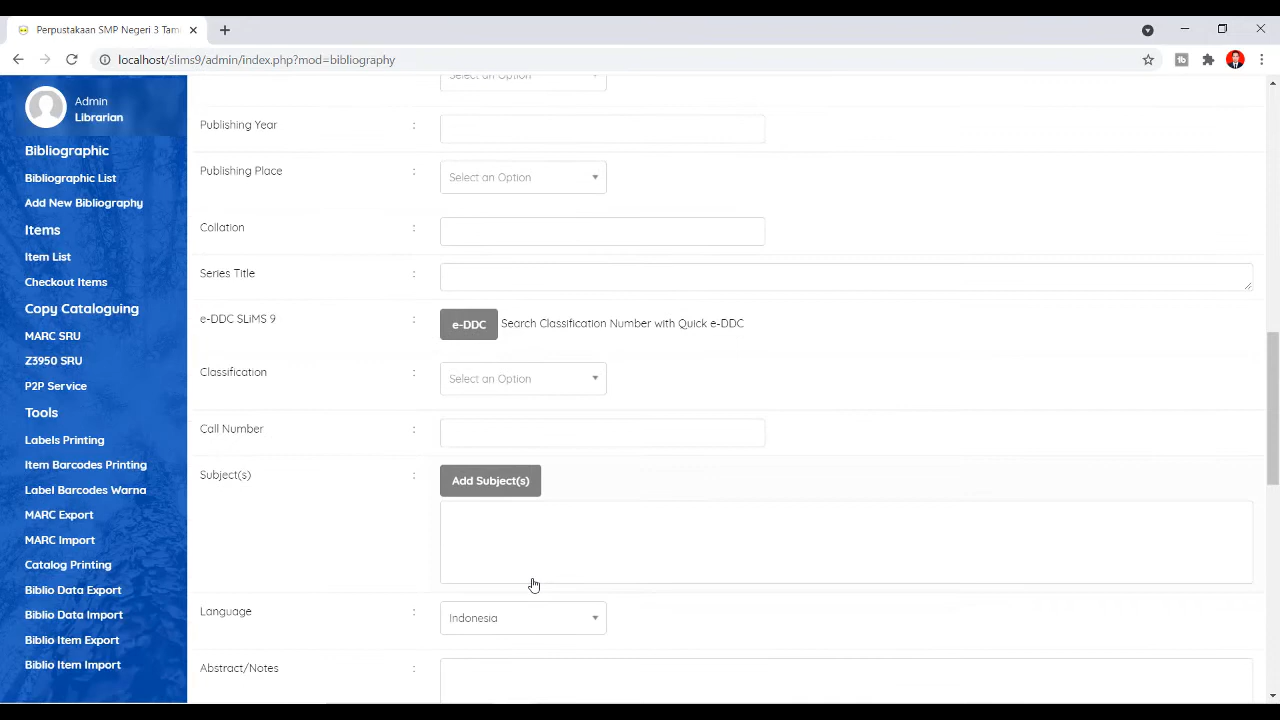 Perpustakaan SMP Negeri 3 Tam
localhost/slims9/admin/index.php?mod=bibliography
Admin
Librarian
Bibliographic
Bibliographic List
Add New Bibliography
Items
Item List
Checkout Items
Copy Cataloguing
MARC SRU
Z3950 SRU
P2P Service
Tools
Labels Printing
Item Barcodes Printing
Label Barcodes Warna
MARC Export
MARC Import
Catalog Printing
Biblio Data Export
Biblio Data Import
Biblio Item Export
Biblio Item Import
Select an Option
Publishing Year :
Publishing Place : Select an Option
Collation :
Series Title :
e-DDC SLiMS 9 : e-DDC Search Classification Number with Quick e-DDC
Classification : Select an Option
Call Number :
Subject(s) : Add Subject(s)
Language : Indonesia
Abstract/Notes :